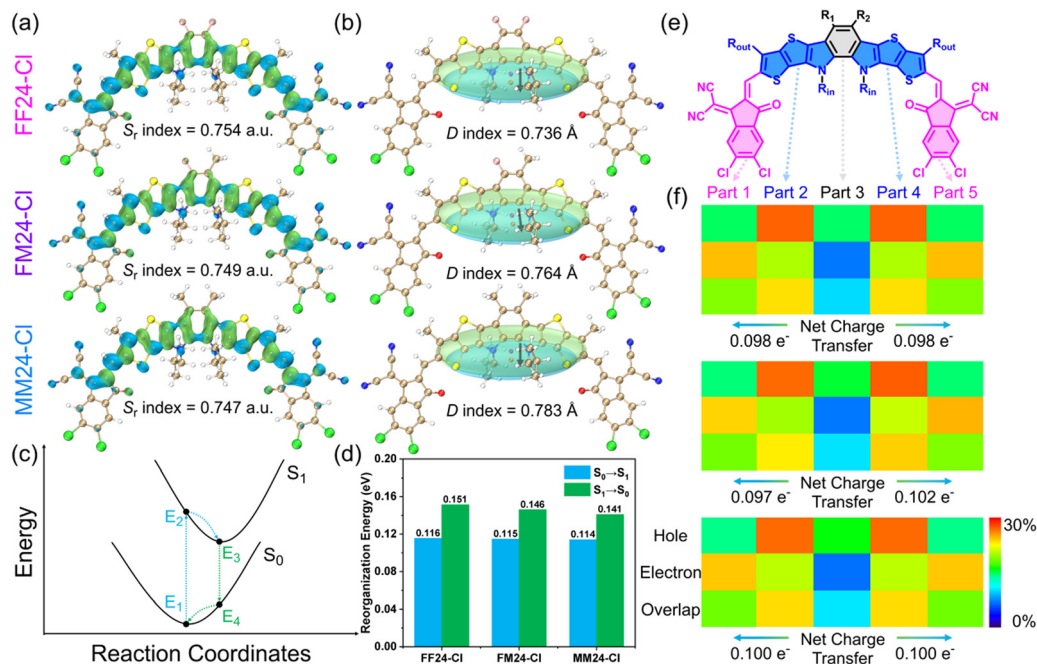 (a)
FF24-Cl
Sr index = 0.754 a.u.
FM24-Cl
Sr index = 0.749 a.u.
MM24-Cl
Sr index = 0.747 a.u.
(b)
D index = 0.736 Å
D index = 0.764 Å
D index = 0.783 Å
(c)
Energy
S1
S0
E2
E3
E1
E4
Reaction Coordinates
(d)
Reorganization Energy (eV)
0.20
0.16
0.12
0.08
0.04
0.00
S0→S1
S1→S0
0.116
0.151
0.115
0.146
0.114
0.141
FF24-Cl
FM24-Cl
MM24-Cl
(e)
R1 R2
Rout S S S S Rout
N N
Rin Rin
CN NC
CN O O CN
NC
Cl Cl Cl Cl
Part 1 Part 2 Part 3 Part 4 Part 5
(f)
Net Charge
Transfer
0.098 e-
0.098 e-
Net Charge
Transfer
0.097 e-
0.102 e-
Hole
Electron
Overlap
30%
0%
Net Charge
Transfer
0.100 e-
0.100 e-